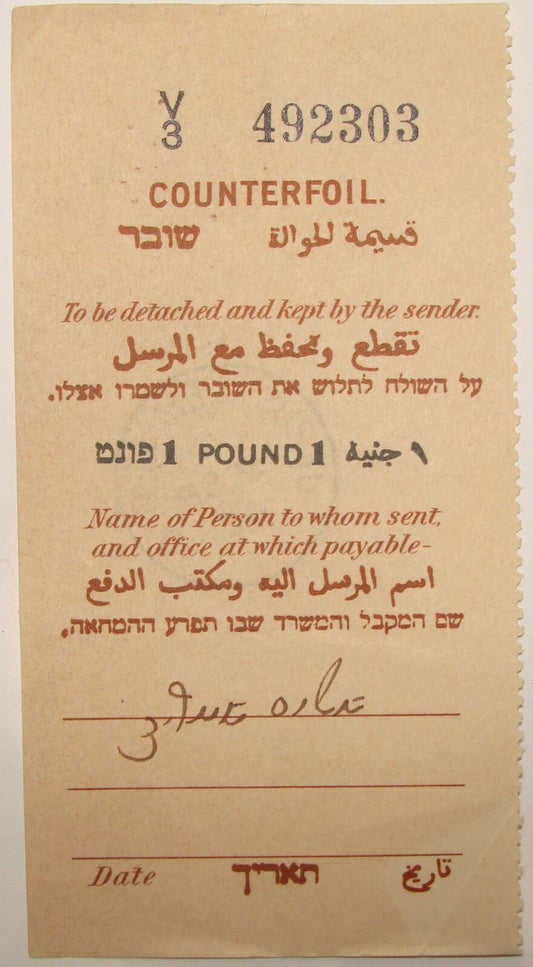 V
3 492303
COUNTERFOIL.
שובר قسيمة للحوالة
To be detached and kept by the sender.
تقطع وتحفظ مع المرسل
על השולח לתלוש את השובר ולשמרו אצלו.
1 פונט 1 POUND ١ جنيه
Name of Person to whom sent,
and office at which payable-
اسم المرسل اليه ومكتب الدفع
שם המקבל והמשרד שבו תפרע ההמחאה.
Date תאריך تاريخ